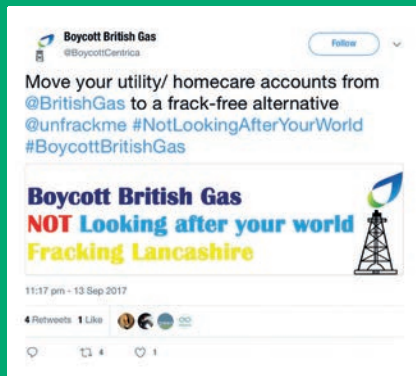 Boycott British Gas
@BoycottCentrica
Follow
Move your utility/ homecare accounts from
@BritishGas to a frack-free alternative
@unfrackme #NotLookingAfterYourWorld
#BoycottBritishGas
Boycott British Gas
NOT Looking after your world
Fracking Lancashire
11:17 pm - 13 Sep 2017
4 Retweets 1 Like
4 1